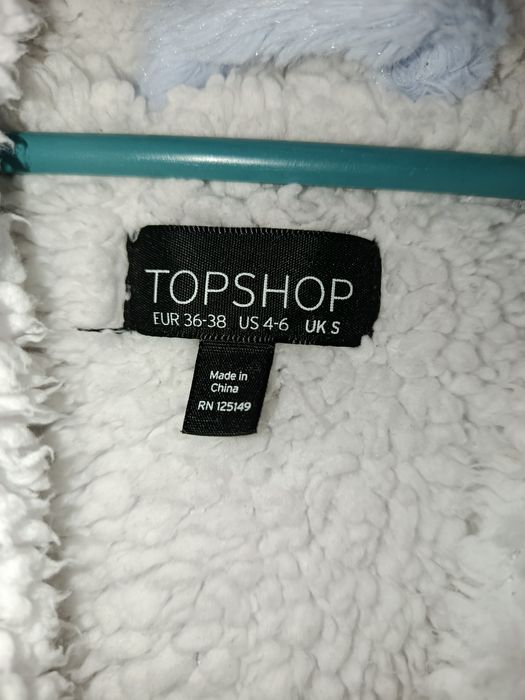 TOPSHOP
EUR 36-38 US 4-6 UK S
Made in
China
RN 125149